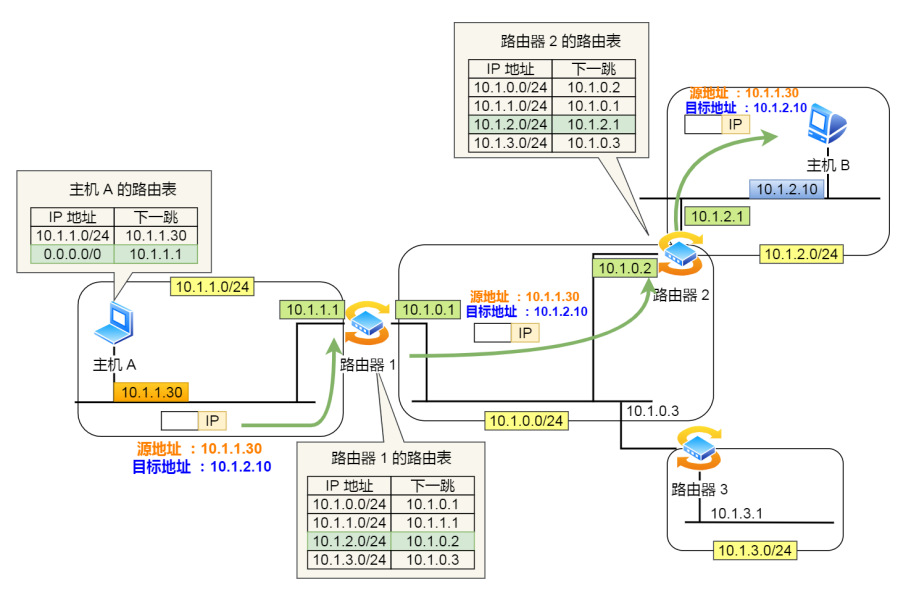 路由器 2 的路由表
IP 地址 下一跳
10.1.0.0/24 10.1.0.2
10.1.1.0/24 10.1.0.1
10.1.2.0/24 10.1.2.1
10.1.3.0/24 10.1.0.3
源地址 ：10.1.1.30
目标地址 ：10.1.2.10
IP
主机 B
10.1.2.10
10.1.2.1
10.1.2.0/24
主机 A 的路由表
IP 地址 下一跳
10.1.1.0/24 10.1.1.30
0.0.0.0/0 10.1.1.1
10.1.1.0/24
主机 A
10.1.1.30
IP
源地址 ：10.1.1.30
目标地址 ：10.1.2.10
10.1.1.1
10.1.0.1
路由器 1
源地址 ：10.1.1.30
目标地址 ：10.1.2.10
IP
10.1.0.2
路由器 2
10.1.0.0/24
10.1.0.3
路由器 1 的路由表
IP 地址 下一跳
10.1.0.0/24 10.1.0.1
10.1.1.0/24 10.1.1.1
10.1.2.0/24 10.1.0.2
10.1.3.0/24 10.1.0.3
路由器 3
10.1.3.1
10.1.3.0/24